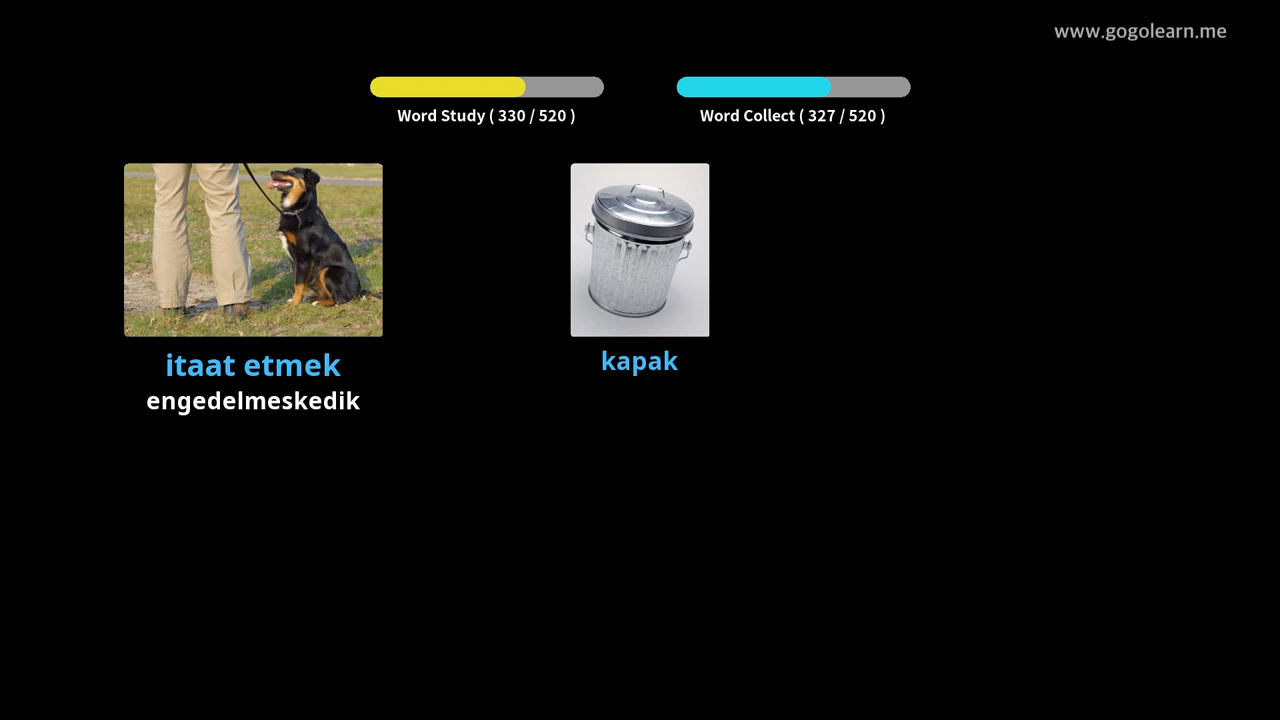 www.gogolearn.me
Word Study ( 330 / 520 )
Word Collect ( 327 / 520 )
itaat etmek
engedelmeskedik
kapak